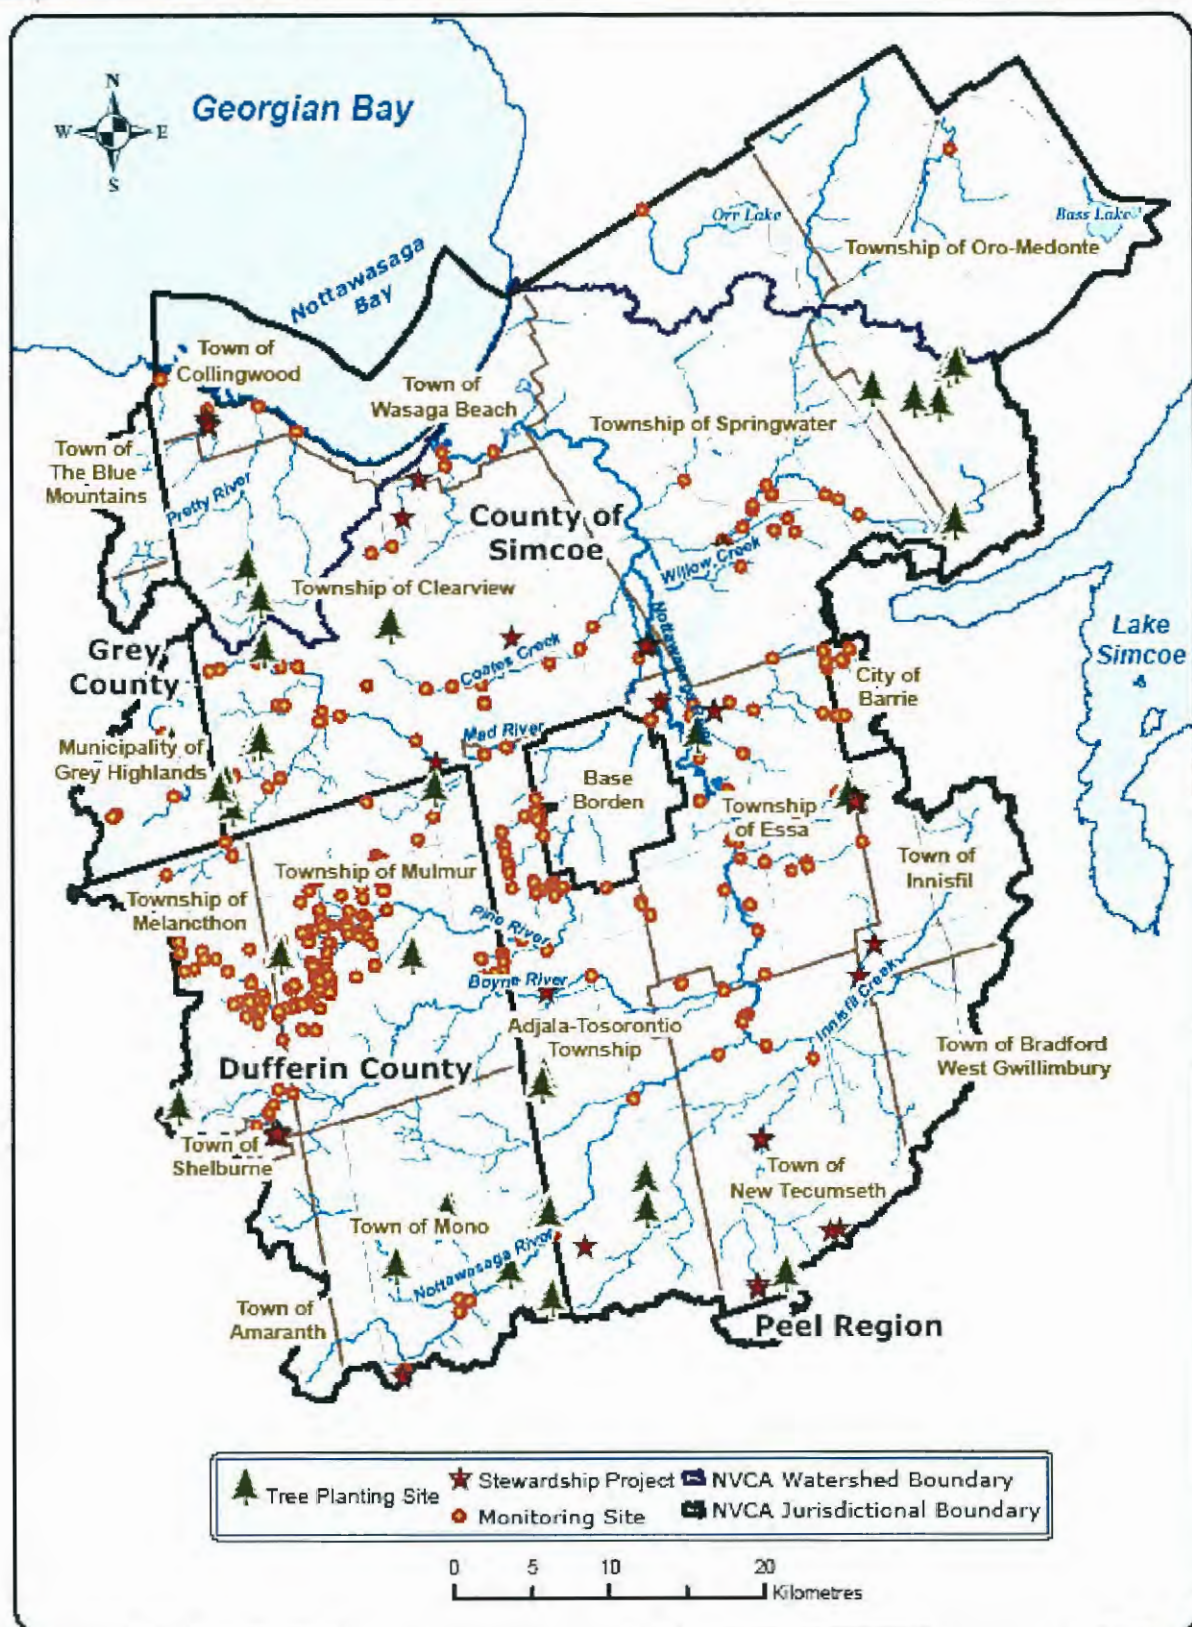 N
W
E
S
Georgian Bay
Nottawasaga
Bay
Orr Lake
Bass Lake
Township of Oro-Medonte
Town of
Collingwood
Town of
Wasaga Beach
Township of Springwater
Town of
The Blue
Mountains
Pretty River
County of
Simcoe
Willow Creek
Township of Clearview
Nottawasaga River
Lake
Simcoe
Grey
County
Coates Creek
City of
Barrie
Municipality of
Grey Highlands
Mad River
Base
Borden
Township
of Essa
Town of
Innisfil
Township of Mulmur
Township of
Melancthon
Pine River
Boyne River
Innisfil Creek
Adjala-Tosorontio
Township
Town of Bradford
West Gwillimbury
Dufferin County
Town of
Shelburne
Town of
New Tecumseth
Town of Mono
Nottawasaga River
Town of
Amaranth
Peel Region
Tree Planting Site
Stewardship Project
Monitoring Site
NVCA Watershed Boundary
NVCA Jurisdictional Boundary
0 5 10 20
Kilometres